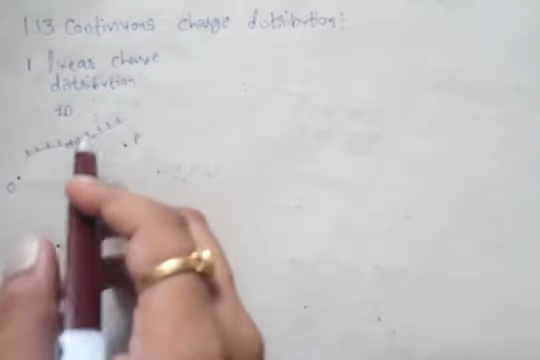 1.13 Continuous charge distribution:
1 linear charge
distribution
1D
P
O